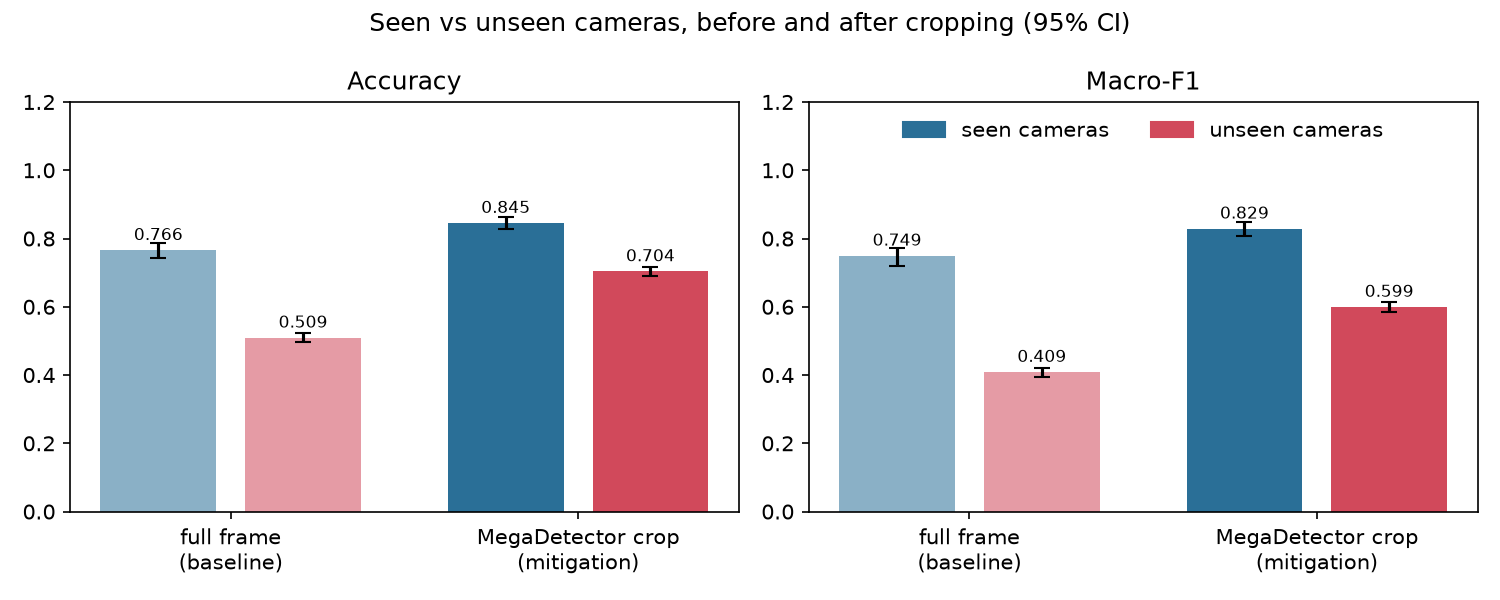 Seen vs unseen cameras, before and after cropping (95% CI)
Accuracy
1.2
1.0
0.8
0.6
0.4
0.2
0.0
0.766
0.509
0.845
0.704
full frame
(baseline)
MegaDetector crop
(mitigation)
Macro-F1
seen cameras
unseen cameras
1.2
1.0
0.8
0.6
0.4
0.2
0.0
0.749
0.409
0.829
0.599
full frame
(baseline)
MegaDetector crop
(mitigation)